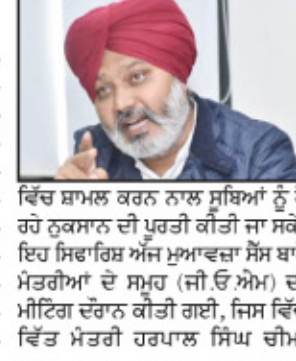 ਵਿੱਚ ਸ਼ਾਮਲ ਕਰਨ ਨਾਲ ਸੂਬਿਆਂ ਨੂੰ
ਰਹੇ ਨੁਕਸਾਨ ਦੀ ਪੂਰਤੀ ਕੀਤੀ ਜਾ ਸਕੇ
ਇਹ ਸਿਫਾਰਿਸ਼ ਅੱਜ ਮੁਆਵਜ਼ਾ ਸੈੱਸ ਬਾ
ਮੰਤਰੀਆਂ ਦੇ ਸਮੂਹ (ਜੀ.ਓ.ਐਮ) ਦ
ਮੀਟਿੰਗ ਦੌਰਾਨ ਕੀਤੀ ਗਈ, ਜਿਸ ਵਿੱ
ਵਿੱਤ ਮੰਤਰੀ ਹਰਪਾਲ ਸਿੰਘ ਚੀਮ